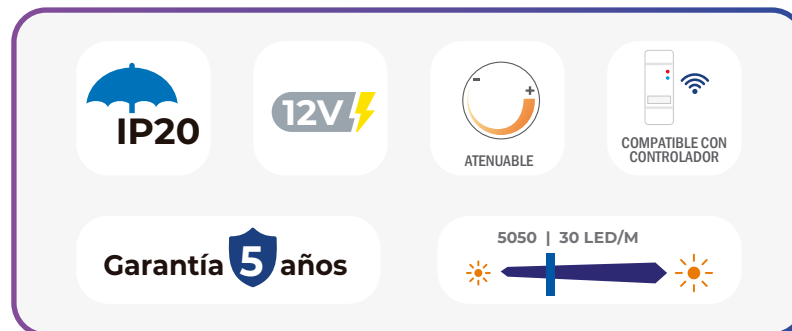 IP20
12V
- +
ATENUABLE
COMPATIBLE CON
CONTROLADOR
Garantía 5 años
5050 | 30 LED/M